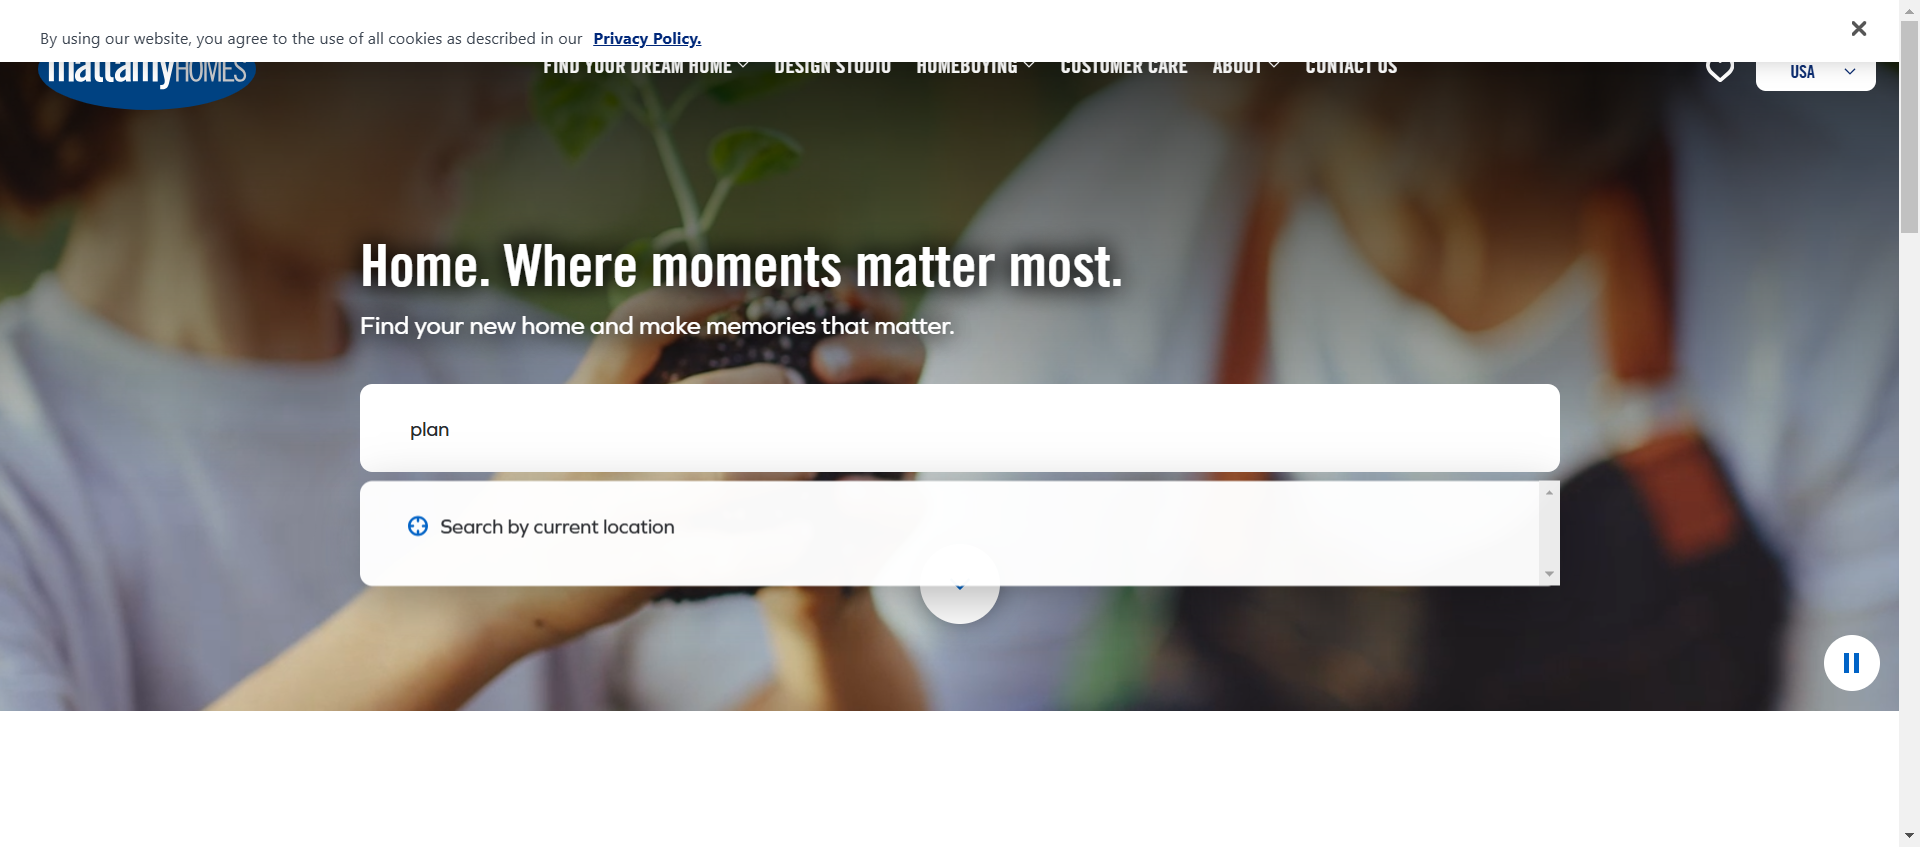 By using our website, you agree to the use of all cookies as described in our Privacy Policy.
mattamyHOMES
FIND YOUR DREAM HOME
DESIGN STUDIO
HOMEBUYING
CUSTOMER CARE
ABOUT
CONTACT US
USA
Home. Where moments matter most.
Find your new home and make memories that matter.
plan
Search by current location